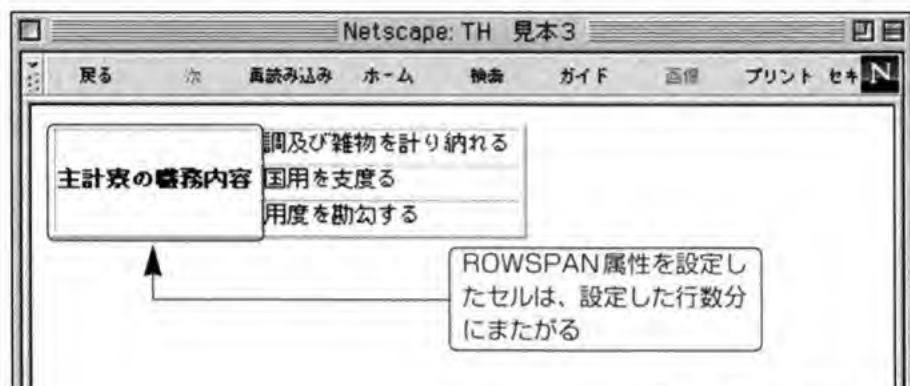 Netscape: TH 見本3
戻る 次 再読み込み ホーム 検索 ガイド 画像 プリント セキ N
主計寮の職務内容
調及び雑物を計り納れる
国用を支度る
用度を勘勾する
ROWSPAN属性を設定し
たセルは、設定した行数分
にまたがる